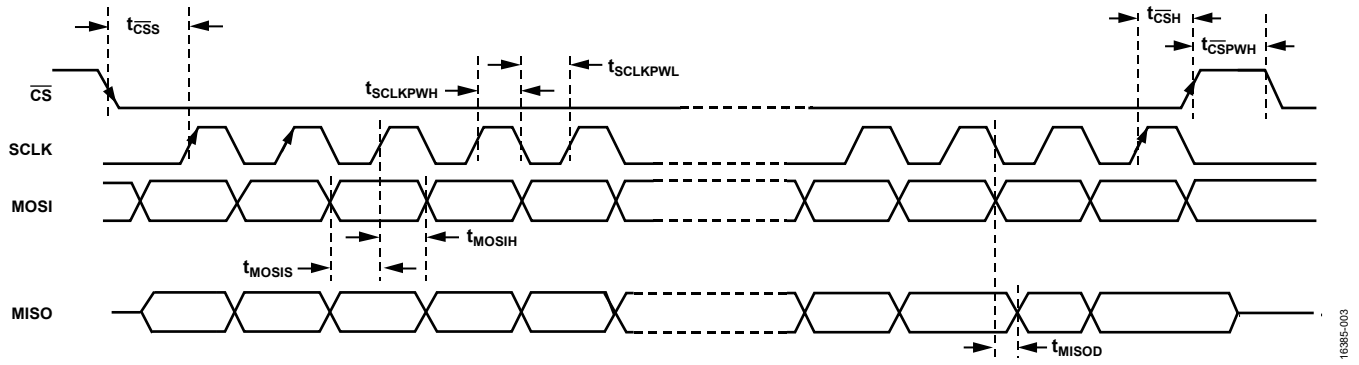 tCSS
tCSH
tCSPWH
tSCLKPWL
tSCLKPWH
CS
SCLK
MOSI
tMOSIH
tMOSIS
MISO
tMISOD
16385-003